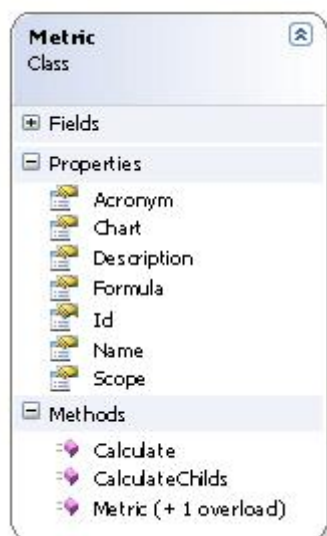 Metric
Class
Fields
Properties
Acronym
Chart
Description
Formula
Id
Name
Scope
Methods
Calculate
CalculateChilds
Metric (+ 1 overload)